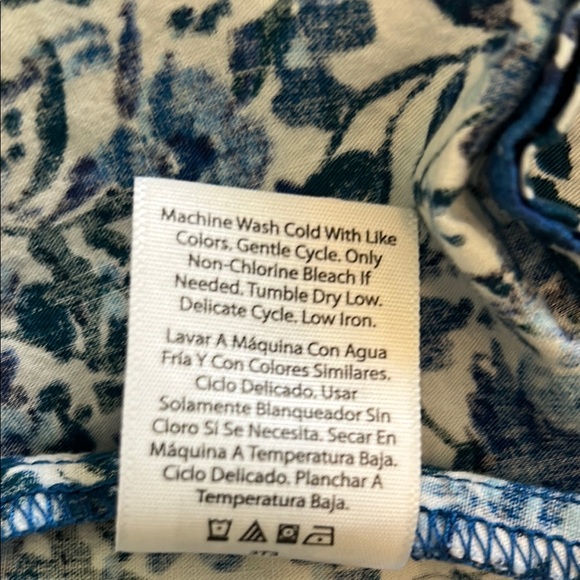 Machine Wash Cold With Like
Colors. Gentle Cycle. Only
Non-Chlorine Bleach If
Needed. Tumble Dry Low.
Delicate Cycle. Low Iron.
Lavar A Máquina Con Agua
Fría Y Con Colores Similares.
Ciclo Delicado. Usar
Solamente Blanqueador Sin
Cloro Sí Se Necesita. Secar En
Máquina A Temperatura Baja.
Ciclo Delicado. Planchar A
Temperatura Baja.